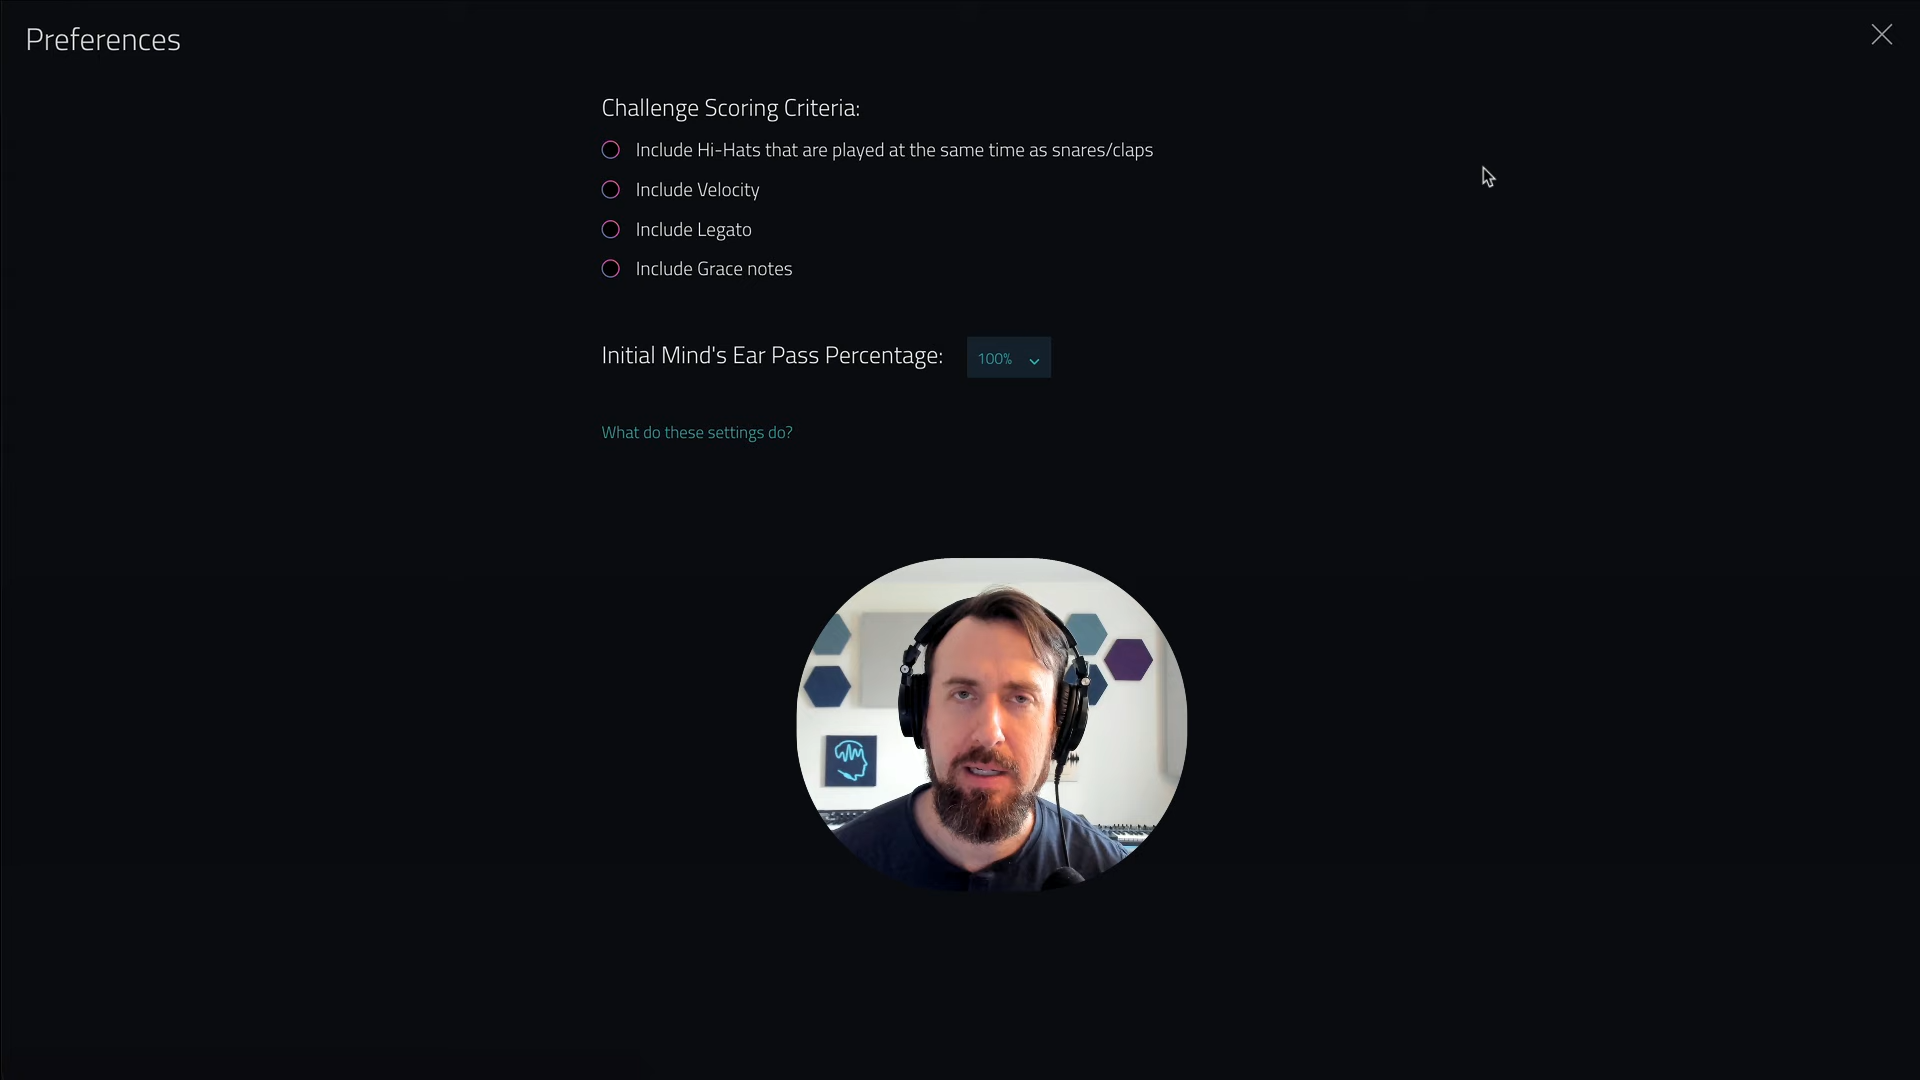 Preferences
Challenge Scoring Criteria:
Include Hi-Hats that are played at the same time as snares/claps
Include Velocity
Include Legato
Include Grace notes
Initial Mind's Ear Pass Percentage: 100%
What do these settings do?